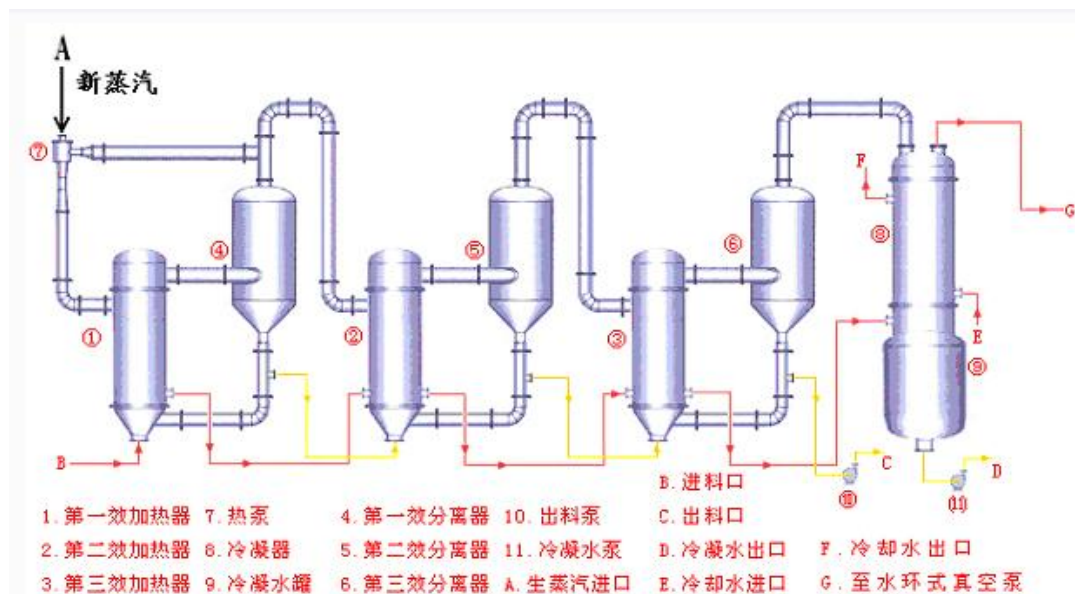 A
新蒸汽
⑦
④
⑤
⑥
F
⑧
G
①
②
③
E
⑨
B
⑩
C
⑪
D
B.进料口
1.第一效加热器 7.热泵 4.第一效分离器 10.出料泵 C.出料口
2.第二效加热器 8.冷凝器 5.第二效分离器 11.冷凝水泵 D.冷凝水出口 F.冷却水出口
3.第三效加热器 9.冷凝水罐 6.第三效分离器 A.生蒸汽进口 E.冷却水进口 G.至水环式真空泵